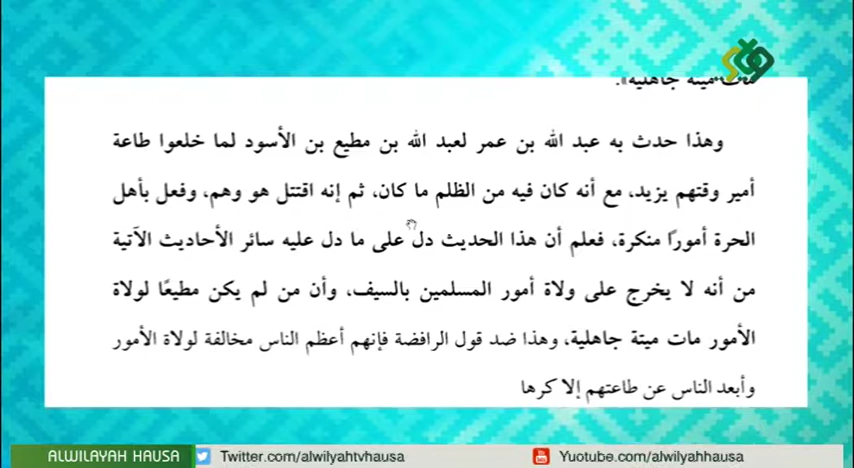 مات ميتة جاهلية».
وهذا حدث به عبد الله بن عمر لعبد الله بن مطيع بن الأسود لما خلعوا طاعة
أمير وقتهم يزيد، مع أنه كان فيه من الظلم ما كان، ثم إنه اقتتل هو وهم، وفعل بأهل
الحرة أمورًا منكرة، فعلم أن هذا الحديث دل على ما دل عليه سائر الأحاديث الآتية
من أنه لا يخرج على ولاة أمور المسلمين بالسيف، وأن من لم يكن مطيعًا لولاة
الأمور مات ميتة جاهلية، وهذا ضد قول الرافضة فإنهم أعظم الناس مخالفة لولاة الأمور
وأبعد الناس عن طاعتهم إلا كرها
ALWILAYAH HAUSA
Twitter.com/alwilyahtvhausa
You
Yuotube.com/alwilyahhausa